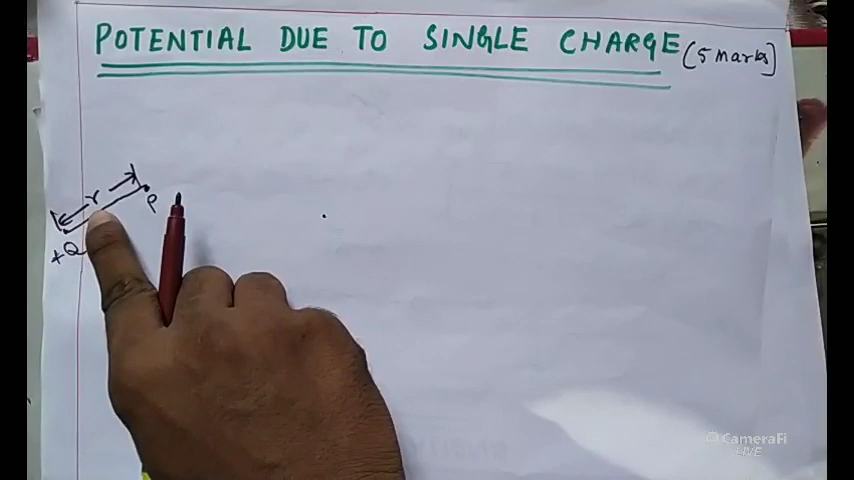 POTENTIAL DUE TO SINGLE CHARGE (5 marks]
r
P
+Q
CameraFi
LIVE